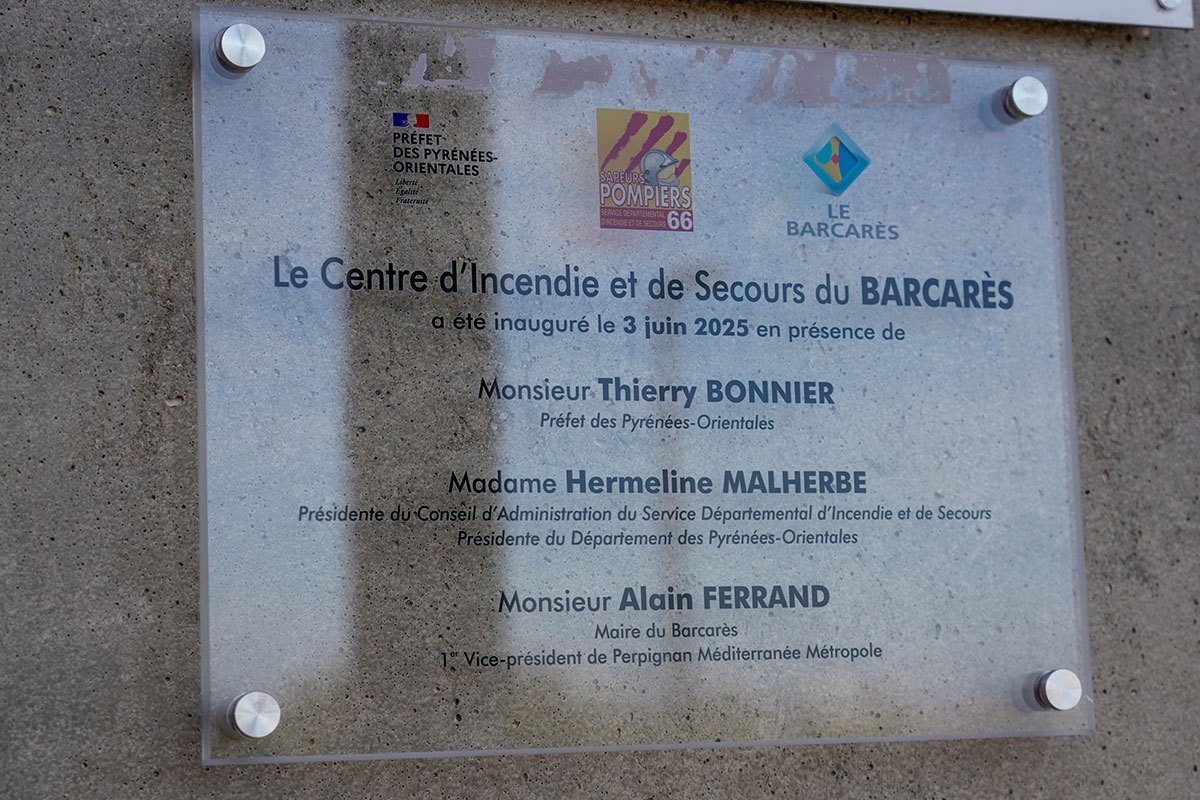 PRÉFET
DES PYRÉNÉES-
ORIENTALES
Liberté
Égalité
Fraternité
SAPEURS
POMPIERS
SERVICE DÉPARTEMENTAL
D'INCENDIE ET DE SECOURS
66
LE
BARCARÈS
Le Centre d'Incendie et de Secours du BARCARÈS
a été inauguré le 3 juin 2025 en présence de
Monsieur Thierry BONNIER
Préfet des Pyrénées-Orientales
Madame Hermeline MALHERBE
Présidente du Conseil d'Administration du Service Départemental d'Incendie et de Secours
Présidente du Département des Pyrénées-Orientales
Monsieur Alain FERRAND
Maire du Barcarès
1er Vice-président de Perpignan Méditerranée Métropole